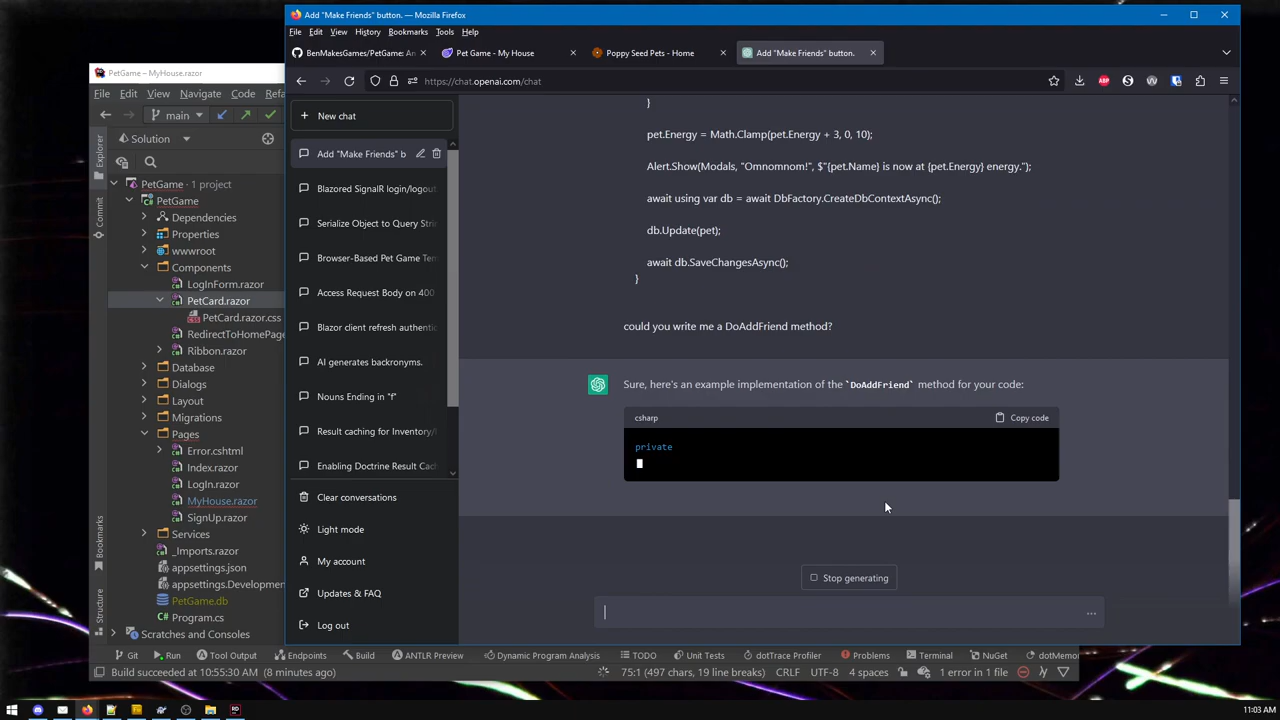 Add "Make Friends" button. — Mozilla Firefox
File Edit View History Bookmarks Tools Help
BenMakesGames/PetGame: An
Pet Game - My House
Poppy Seed Pets - Home
Add "Make Friends" button.
https://chat.openai.com/chat
ABP
PetGame – MyHouse.razor
File Edit View Navigate Code Refa
main
Solution
Explorer
Commit
Bookmarks
Structure
PetGame · 1 project
PetGame
Dependencies
Properties
wwwroot
Components
LogInForm.razor
PetCard.razor
PetCard.razor.css
RedirectToHomePage
Ribbon.razor
Database
Dialogs
Layout
Migrations
Pages
Error.cshtml
Index.razor
LogIn.razor
MyHouse.razor
SignUp.razor
Services
_Imports.razor
appsettings.json
appsettings.Developmen
PetGame.db
Program.cs
Scratches and Consoles
New chat
Add "Make Friends" b
Blazored SignalR login/logout
Serialize Object to Query Strin
Browser-Based Pet Game Tem
Access Request Body on 400
Blazor client refresh authentic
AI generates backronyms.
Nouns Ending in "f"
Result caching for Inventory/I
Enabling Doctrine Result Cac
Clear conversations
Light mode
My account
Updates & FAQ
Log out
}
pet.Energy = Math.Clamp(pet.Energy + 3, 0, 10);
Alert.Show(Modals, "Omnomnom!", $"{pet.Name} is now at {pet.Energy} energy.");
await using var db = await DbFactory.CreateDbContextAsync();
db.Update(pet);
await db.SaveChangesAsync();
}
could you write me a DoAddFriend method?
Sure, here's an example implementation of the `DoAddFriend` method for your code:
csharp Copy code
private
Stop generating
...
Git Run Tool Output Endpoints Build ANTLR Preview Dynamic Program Analysis TODO Unit Tests dotTrace Profiler Problems Terminal NuGet dotMemor
Build succeeded at 10:55:30 AM (8 minutes ago)
75:1 (497 chars, 19 line breaks) CRLF UTF-8 4 spaces 1 error in 1 file
11:03 AM